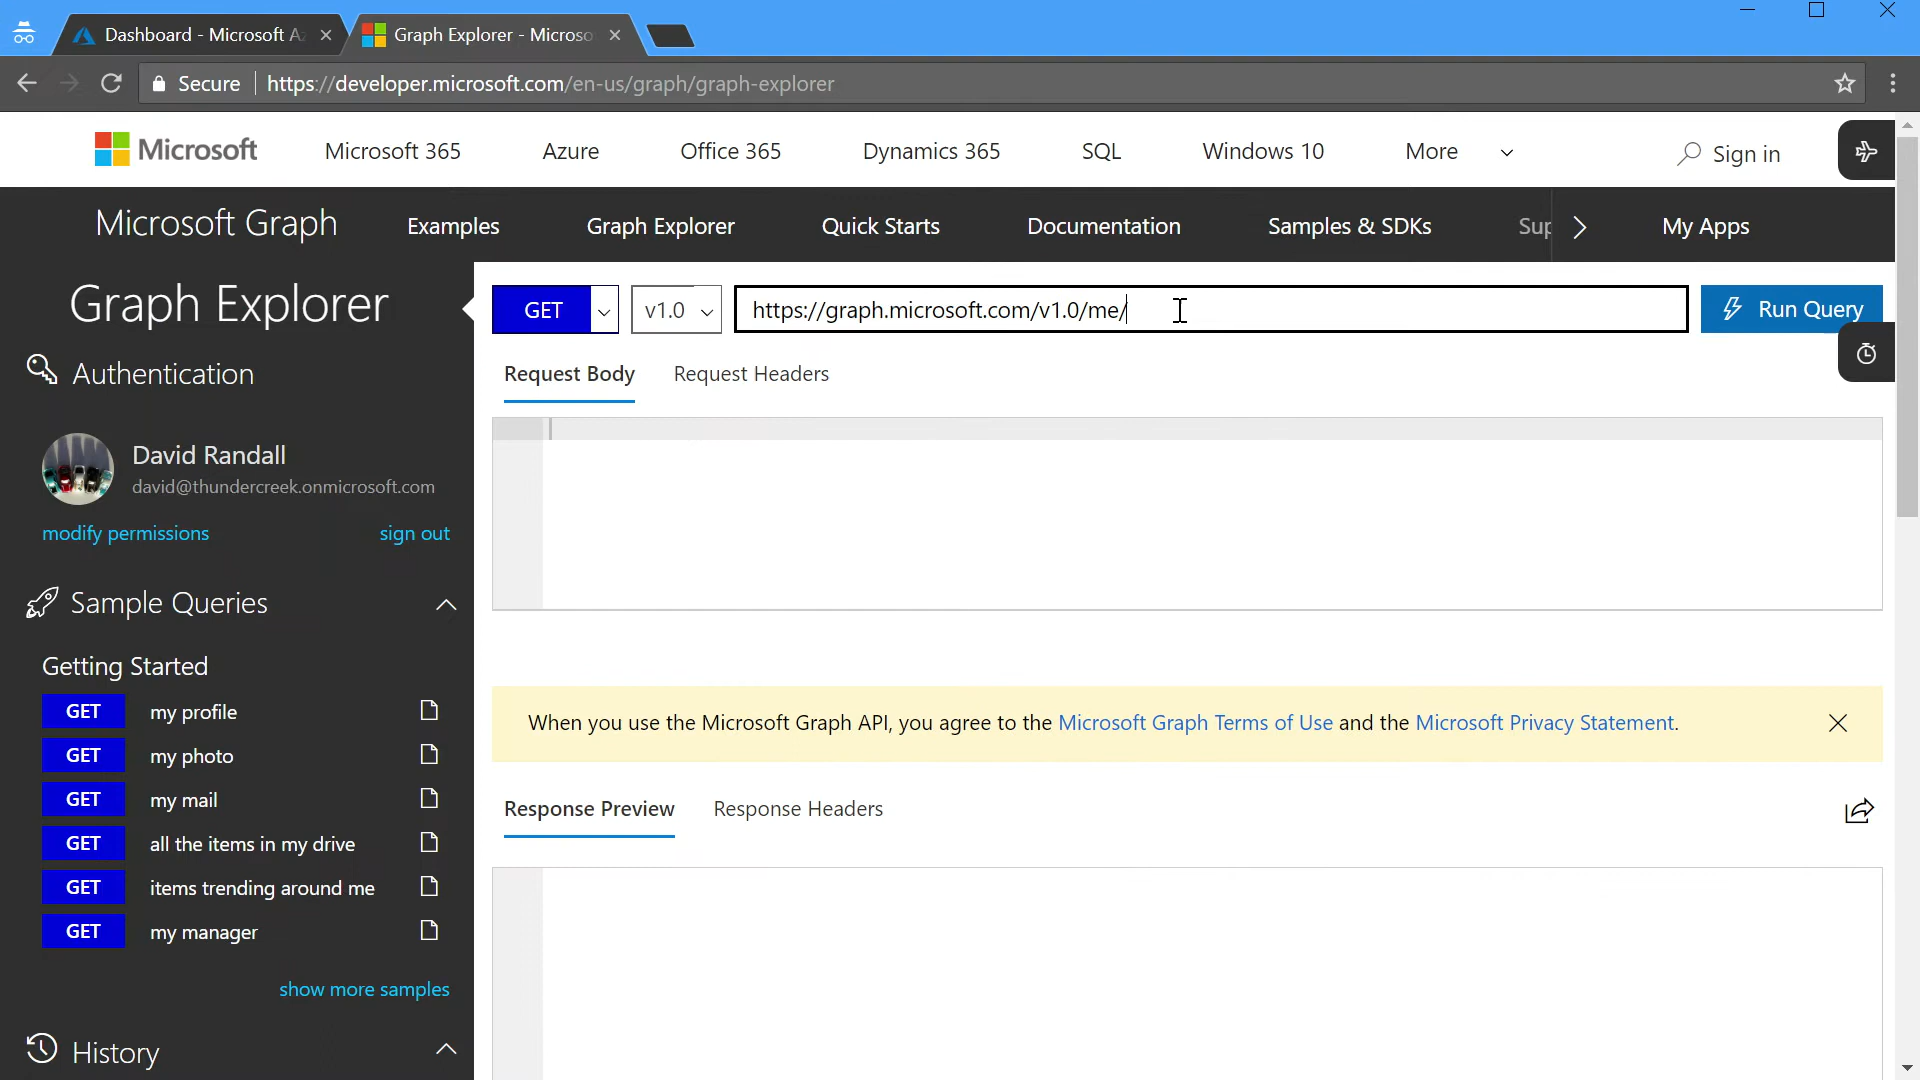 Dashboard - Microsoft Az
Graph Explorer - Microso
Secure
https://developer.microsoft.com/en-us/graph/graph-explorer
Microsoft
Microsoft 365
Azure
Office 365
Dynamics 365
SQL
Windows 10
More
Sign in
Microsoft Graph
Examples
Graph Explorer
Quick Starts
Documentation
Samples & SDKs
Sup
My Apps
Graph Explorer
GET
v1.0
https://graph.microsoft.com/v1.0/me/
Run Query
Authentication
Request Body
Request Headers
David Randall
david@thundercreek.onmicrosoft.com
modify permissions
sign out
Sample Queries
Getting Started
GET my profile
GET my photo
GET my mail
GET all the items in my drive
GET items trending around me
GET my manager
show more samples
History
When you use the Microsoft Graph API, you agree to the Microsoft Graph Terms of Use and the Microsoft Privacy Statement.
Response Preview
Response Headers